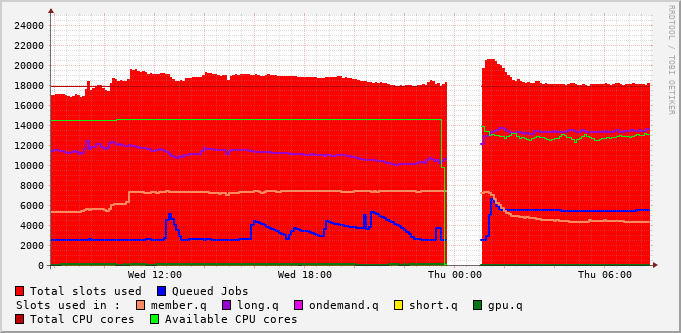 24000
22000
20000
18000
16000
14000
12000
10000
8000
6000
4000
2000
0
Wed 12:00 Wed 18:00 Thu 00:00 Thu 06:00
Total slots used Queued Jobs
Slots used in : member.q long.q ondemand.q short.q gpu.q
Total CPU cores Available CPU cores
RRDTOOL / TOBI OETIKER